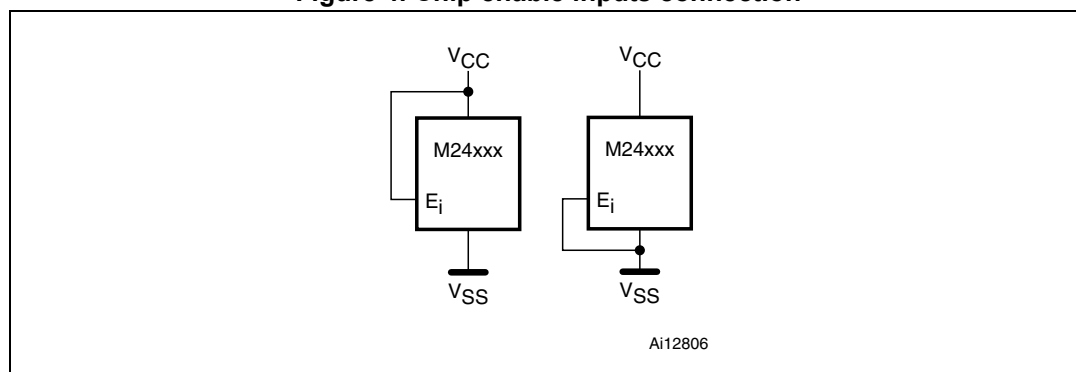 Figure 4. Chip enable inputs connection
VCC VCC
M24xxx M24xxx
Ei Ei
VSS VSS
Ai12806